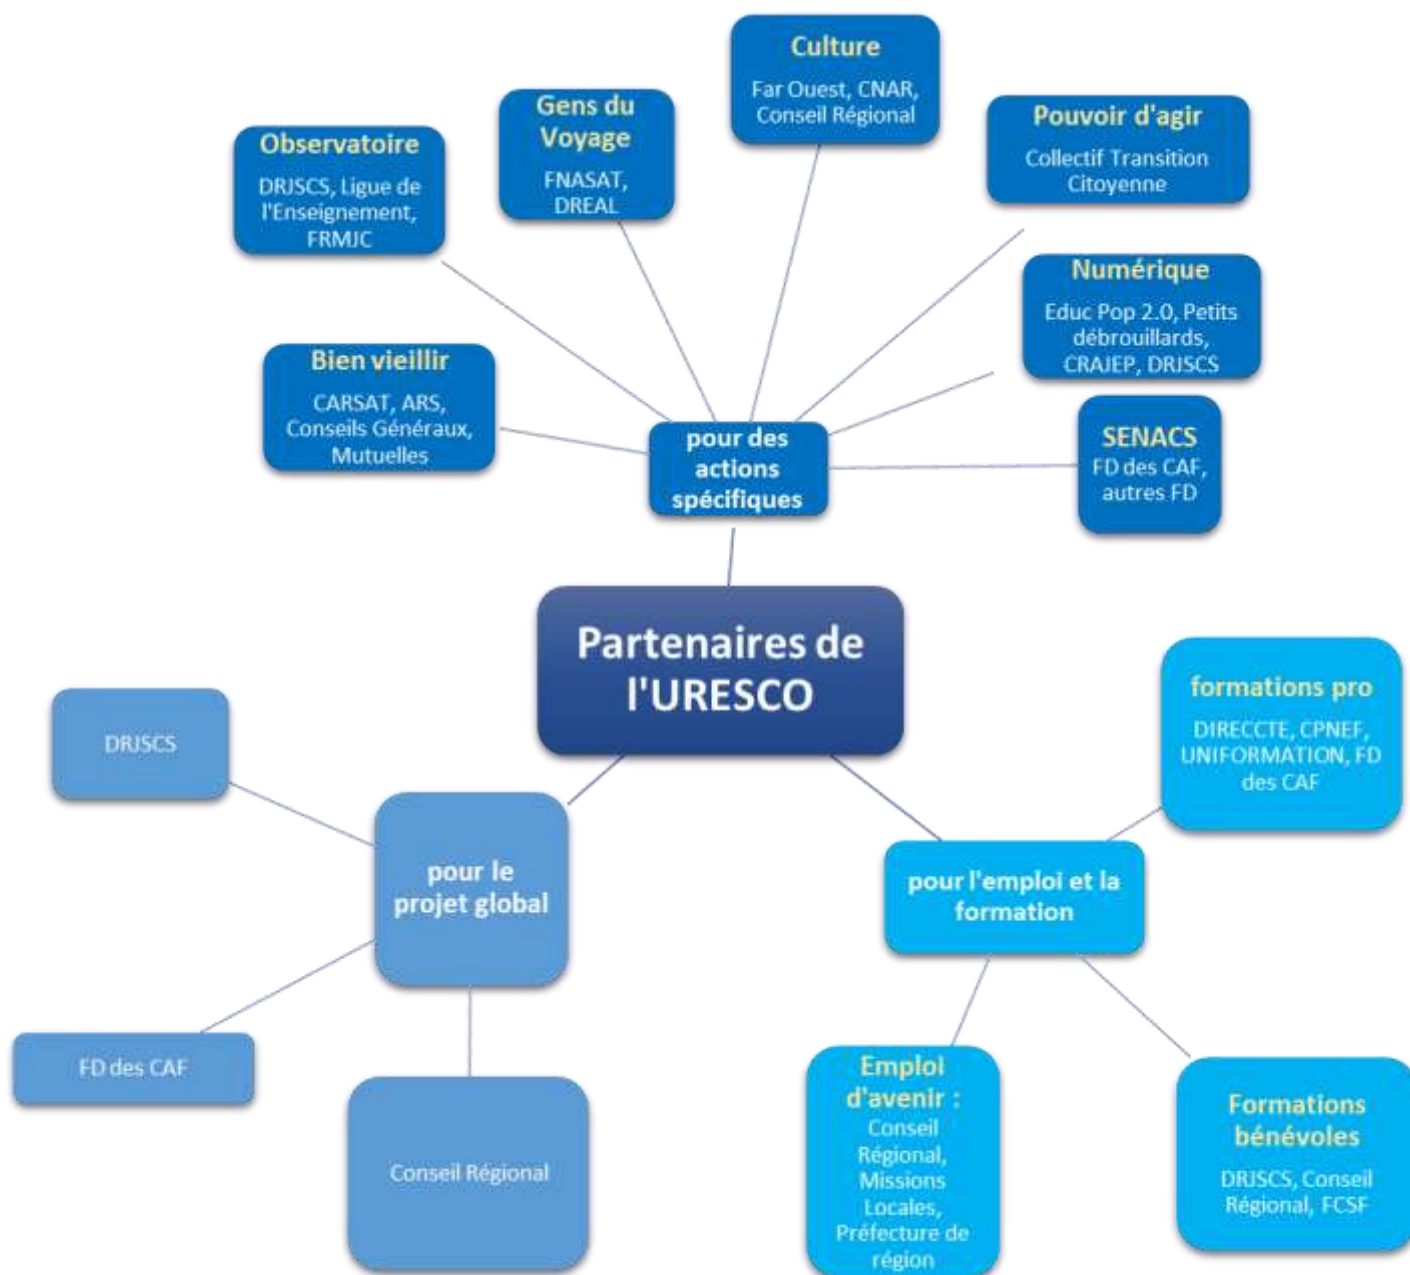 Culture
Far Ouest, CNAR,
Conseil Régional
Gens du
Voyage
FNASAT,
DREAL
Pouvoir d'agir
Collectif Transition
Citoyenne
Observatoire
DRJSCS, Ligue de
l'Enseignement,
FRMJC
Numérique
Educ Pop 2.0, Petits
débrouillards,
CRAJEP, DRJSCS
Bien vieillir
CARSAT, ARS,
Conseils Généraux,
Mutuelles
SENACS
FD des CAF,
autres FD
pour des
actions
spécifiques
Partenaires de
l'URESCO
formations pro
DIRECCTE, CPNEF,
UNIFORMATION, FD
des CAF
DRJSCS
pour le
projet global
pour l'emploi et la
formation
FD des CAF
Conseil Régional
Emploi
d'avenir :
Conseil
Régional,
Missions
Locales,
Préfecture de
région
Formations
bénévoles
DRJSCS, Conseil
Régional, FCSF